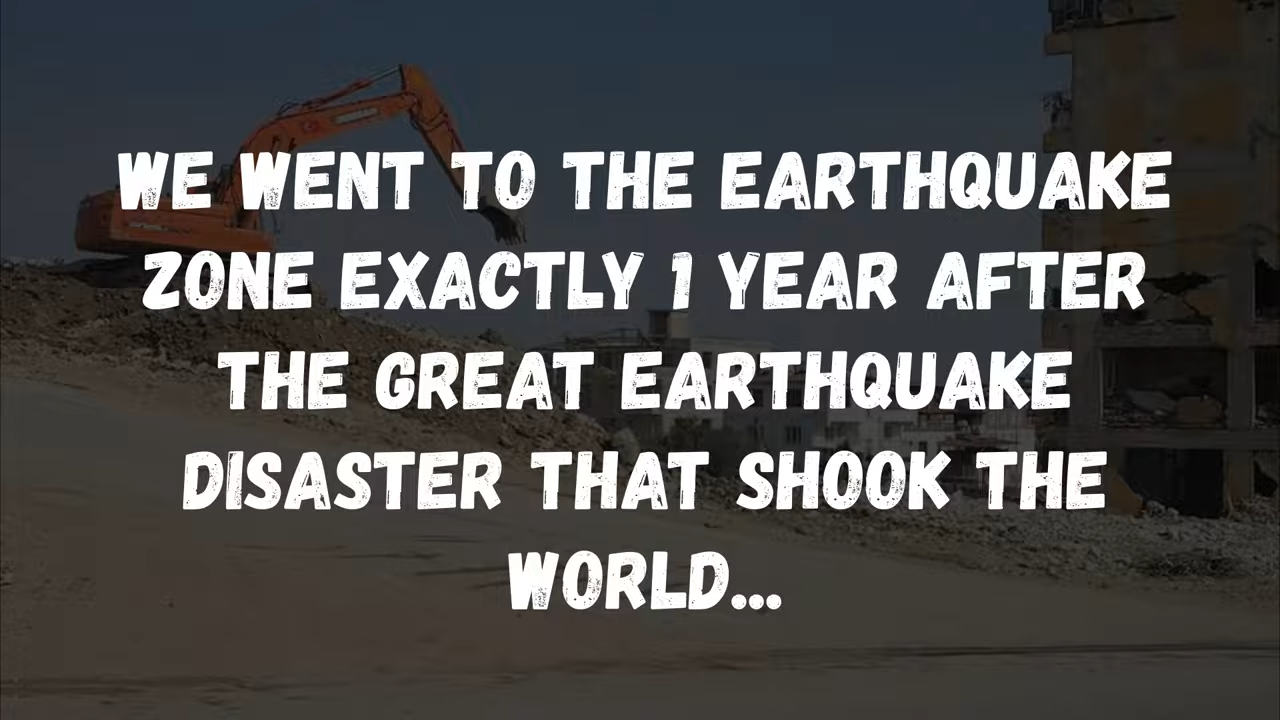 WE WENT TO THE EARTHQUAKE
ZONE EXACTLY 1 YEAR AFTER
THE GREAT EARTHQUAKE
DISASTER THAT SHOOK THE
WORLD...